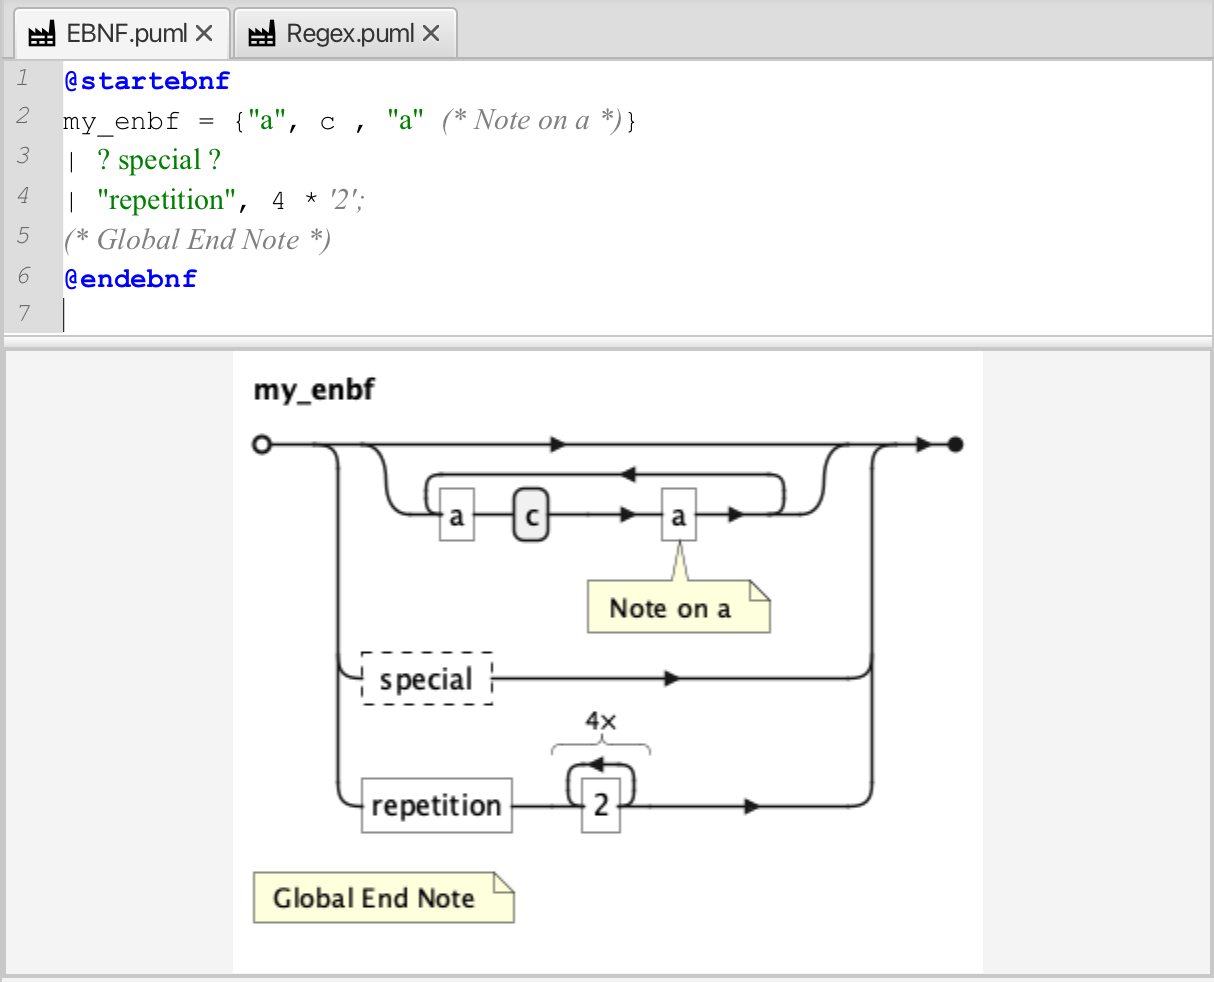 EBNF.puml × Regex.puml ×
1 @startebnf
2 my_enbf = {"a", c , "a" (* Note on a *)}
3 | ? special ?
4 | "repetition", 4 * '2';
5 (* Global End Note *)
6 @endebnf
7
my_enbf
a c a
Note on a
special
4x
repetition 2
Global End Note